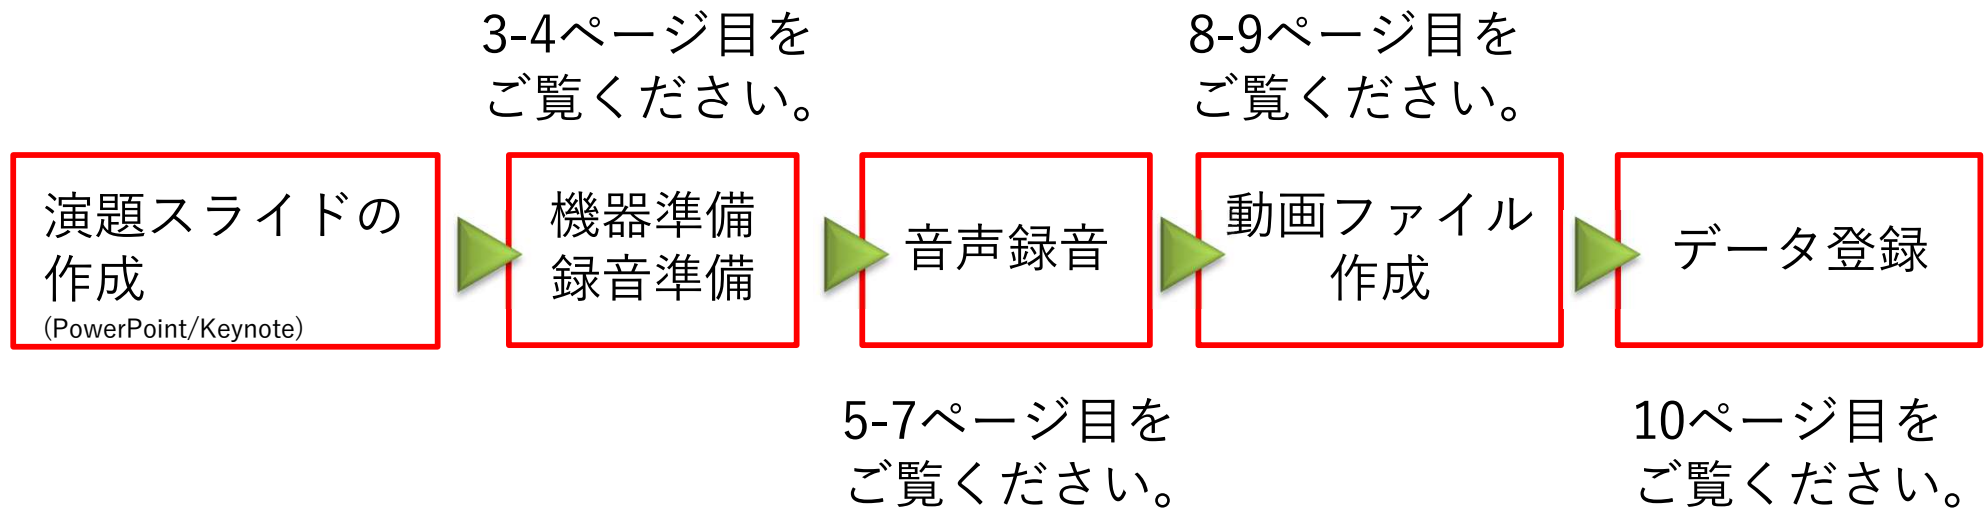 3-4ページ目を
ご覧ください。
8-9ページ目を
ご覧ください。
演題スライドの
作成
(PowerPoint/Keynote)
機器準備
録音準備
音声録音
動画ファイル
作成
データ登録
5-7ページ目を
ご覧ください。
10ページ目を
ご覧ください。